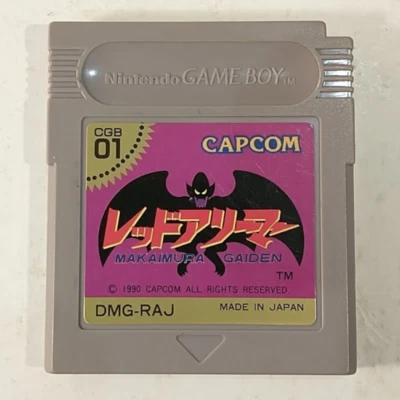 Nintendo GAME BOY TM
CGB
01
CAPCOM
レッドアリーマー
MAKAIMURA GAIDEN
TM
© 1990 CAPCOM ALL RIGHTS RESERVED
DMG-RAJ MADE IN JAPAN